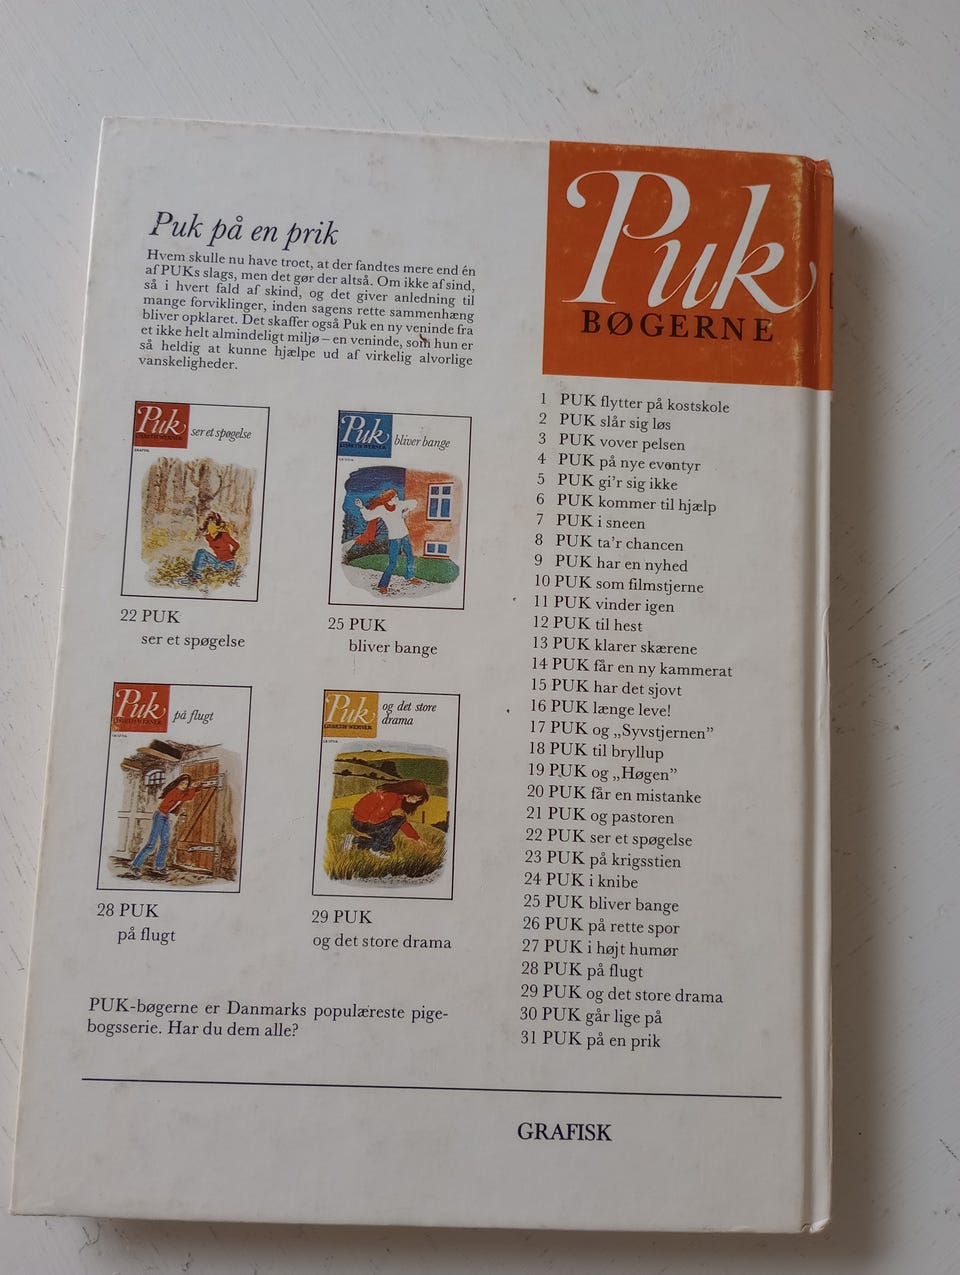 Puk på en prik
Hvem skulle nu have troet, at der fandtes mere end én
af PUKs slags, men det gør der altså. Om ikke af sind,
så i hvert fald af skind, og det giver anledning til
mange forviklinger, inden sagens rette sammenhæng
bliver opklaret. Det skaffer også Puk en ny veninde fra
et ikke helt almindeligt miljø – en veninde, som hun er
så heldig at kunne hjælpe ud af virkelig alvorlige
vanskeligheder.
Puk
ser et spøgelse
LISBETH WERNER
GRAFISK
22 PUK
ser et spøgelse
Puk
bliver bange
LISBETH WERNER
GRAFISK
25 PUK
bliver bange
Puk
på flugt
LISBETH WERNER
GRAFISK
28 PUK
på flugt
Puk
og det store
drama
LISBETH WERNER
GRAFISK
29 PUK
og det store drama
PUK-bøgerne er Danmarks populæreste pige-
bogsserie. Har du dem alle?
Puk
BØGERNE
1 PUK flytter på kostskole
2 PUK slår sig løs
3 PUK vover pelsen
4 PUK på nye eventyr
5 PUK gi'r sig ikke
6 PUK kommer til hjælp
7 PUK i sneen
8 PUK ta'r chancen
9 PUK har en nyhed
10 PUK som filmstjerne
11 PUK vinder igen
12 PUK til hest
13 PUK klarer skærene
14 PUK får en ny kammerat
15 PUK har det sjovt
16 PUK længe leve!
17 PUK og „Syvstjernen”
18 PUK til bryllup
19 PUK og „Høgen”
20 PUK får en mistanke
21 PUK og pastoren
22 PUK ser et spøgelse
23 PUK på krigsstien
24 PUK i knibe
25 PUK bliver bange
26 PUK på rette spor
27 PUK i højt humør
28 PUK på flugt
29 PUK og det store drama
30 PUK går lige på
31 PUK på en prik
GRAFISK